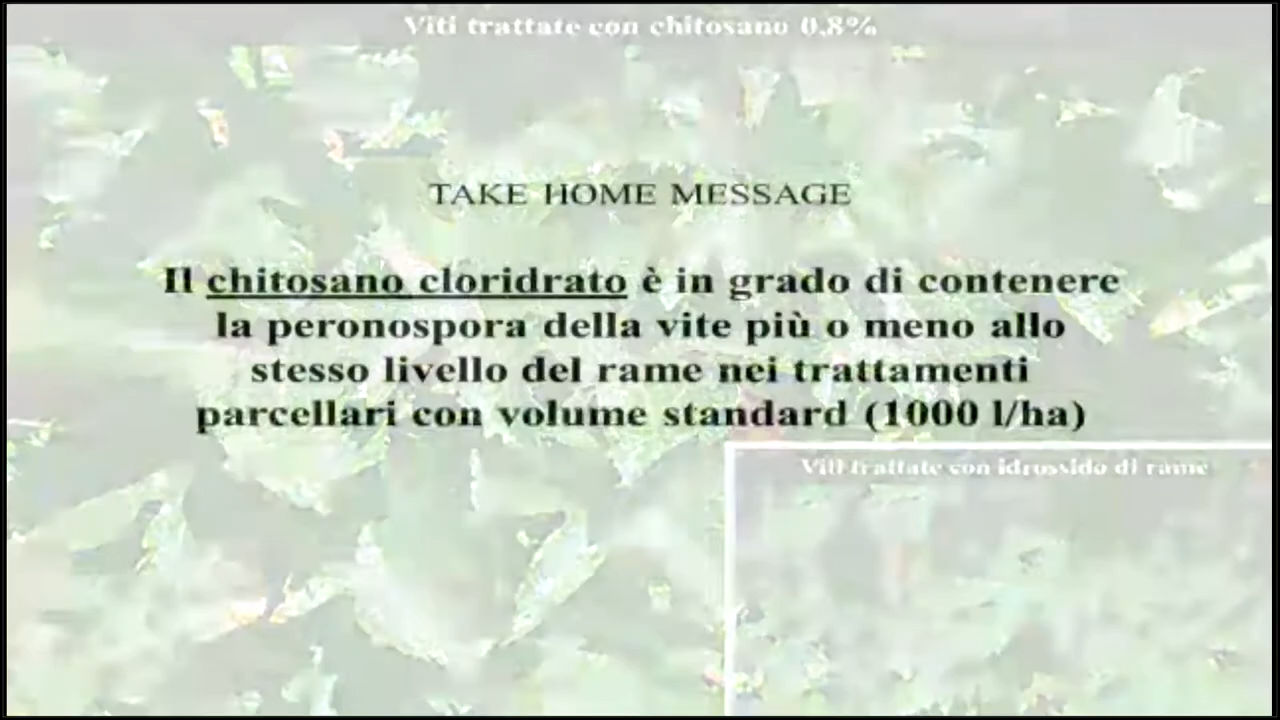 Viti trattate con chitosano 0,8%
TAKE HOME MESSAGE
Il chitosano cloridrato è in grado di contenere
la peronospora della vite più o meno allo
stesso livello del rame nei trattamenti
parcellari con volume standard (1000 l/ha)
Viti trattate con idrossido di rame